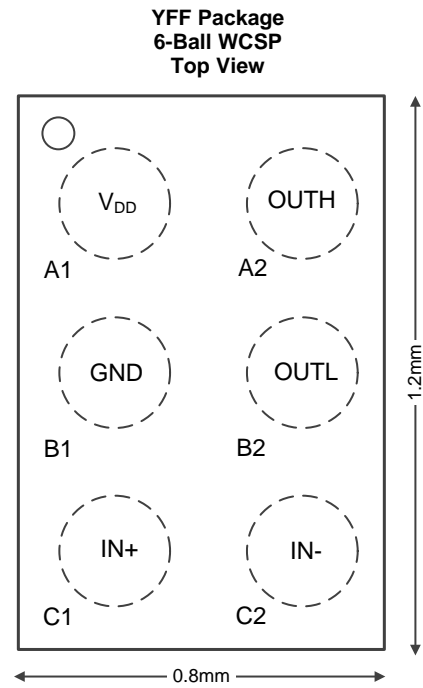 YFF Package
6-Ball WCSP
Top View
VDD
OUTH
A1
A2
GND
OUTL
B1
B2
IN+
IN-
C1
C2
1.2mm
0.8mm